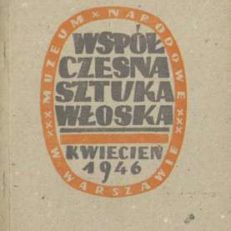 MUZEUM × NARODOWE ×××
W WARSZAWIE ×××
WSPÓŁ
CZESNA
SZTUKA
WŁOSKA
KWIECIEŃ
1946